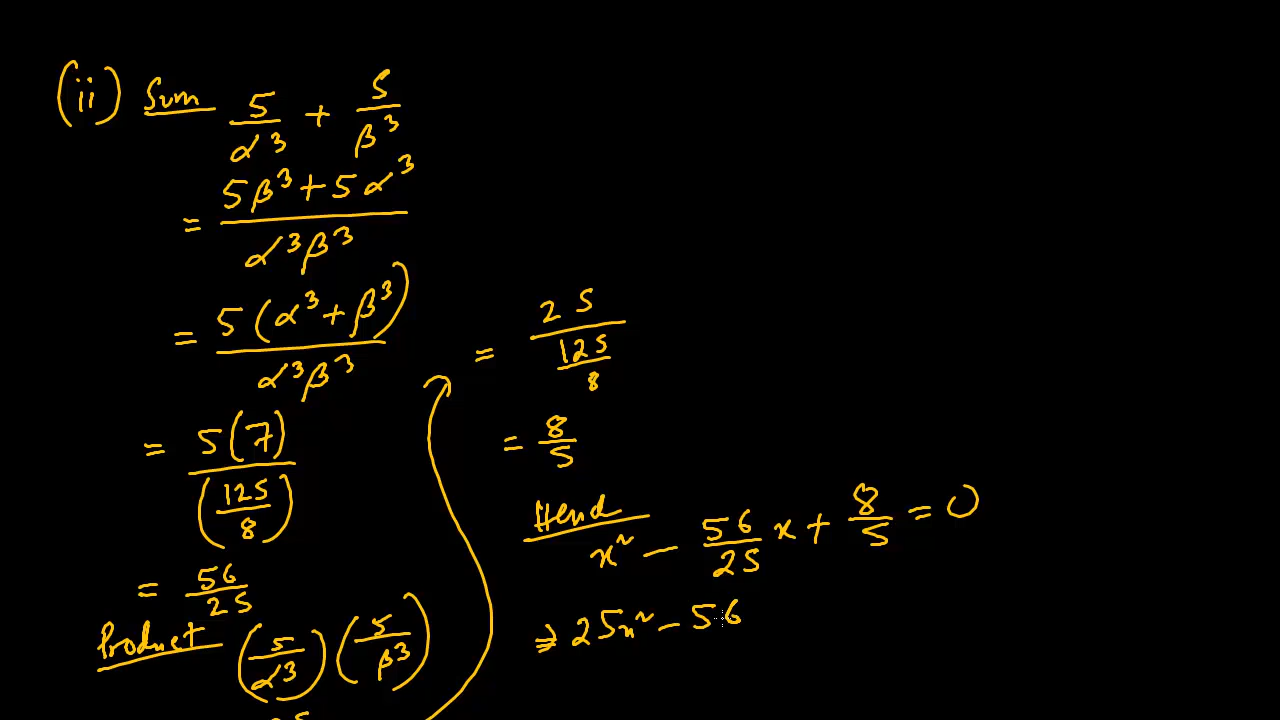 (ii) Sum 5/α³ + 5/β³
= (5β³ + 5α³)/(α³β³)
= 5(α³ + β³)/(α³β³)
= 5(7)/(125/8)
= 56/25
Product (5/α³)(5/β³)
= 25/(125/8)
= 8/5
x² - 56/25 x + 8/5 = 0
⇒ 25x² - 56